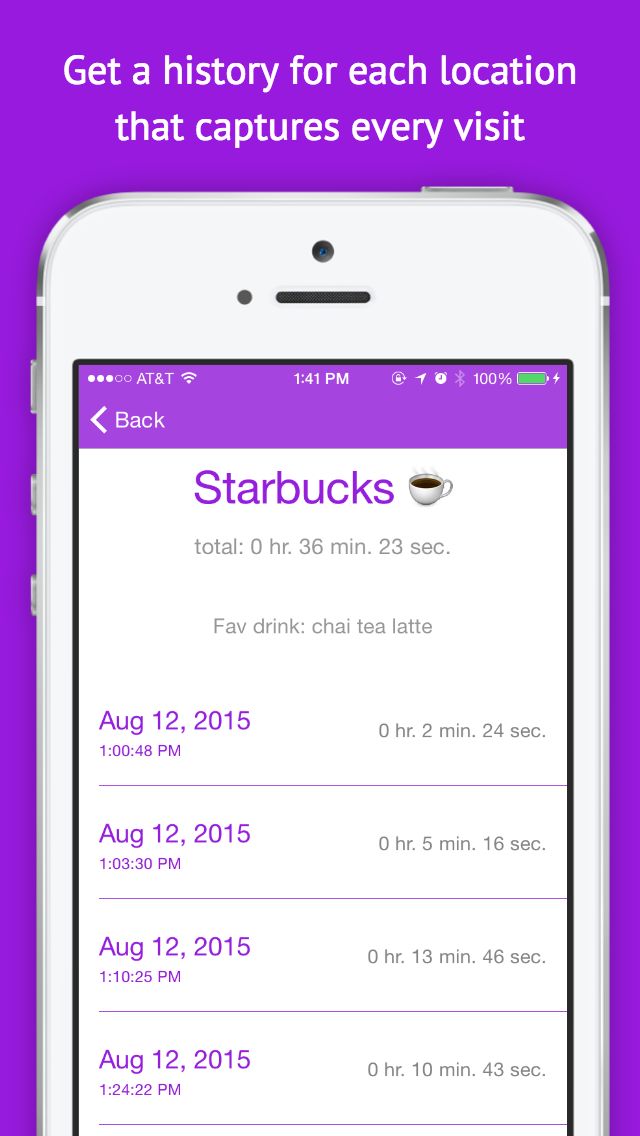 Get a history for each location
that captures every visit
AT&T 1:41 PM 100%
Back
Starbucks
total: 0 hr. 36 min. 23 sec.
Fav drink: chai tea latte
Aug 12, 2015
1:00:48 PM
0 hr. 2 min. 24 sec.
Aug 12, 2015
1:03:30 PM
0 hr. 5 min. 16 sec.
Aug 12, 2015
1:10:25 PM
0 hr. 13 min. 46 sec.
Aug 12, 2015
1:24:22 PM
0 hr. 10 min. 43 sec.